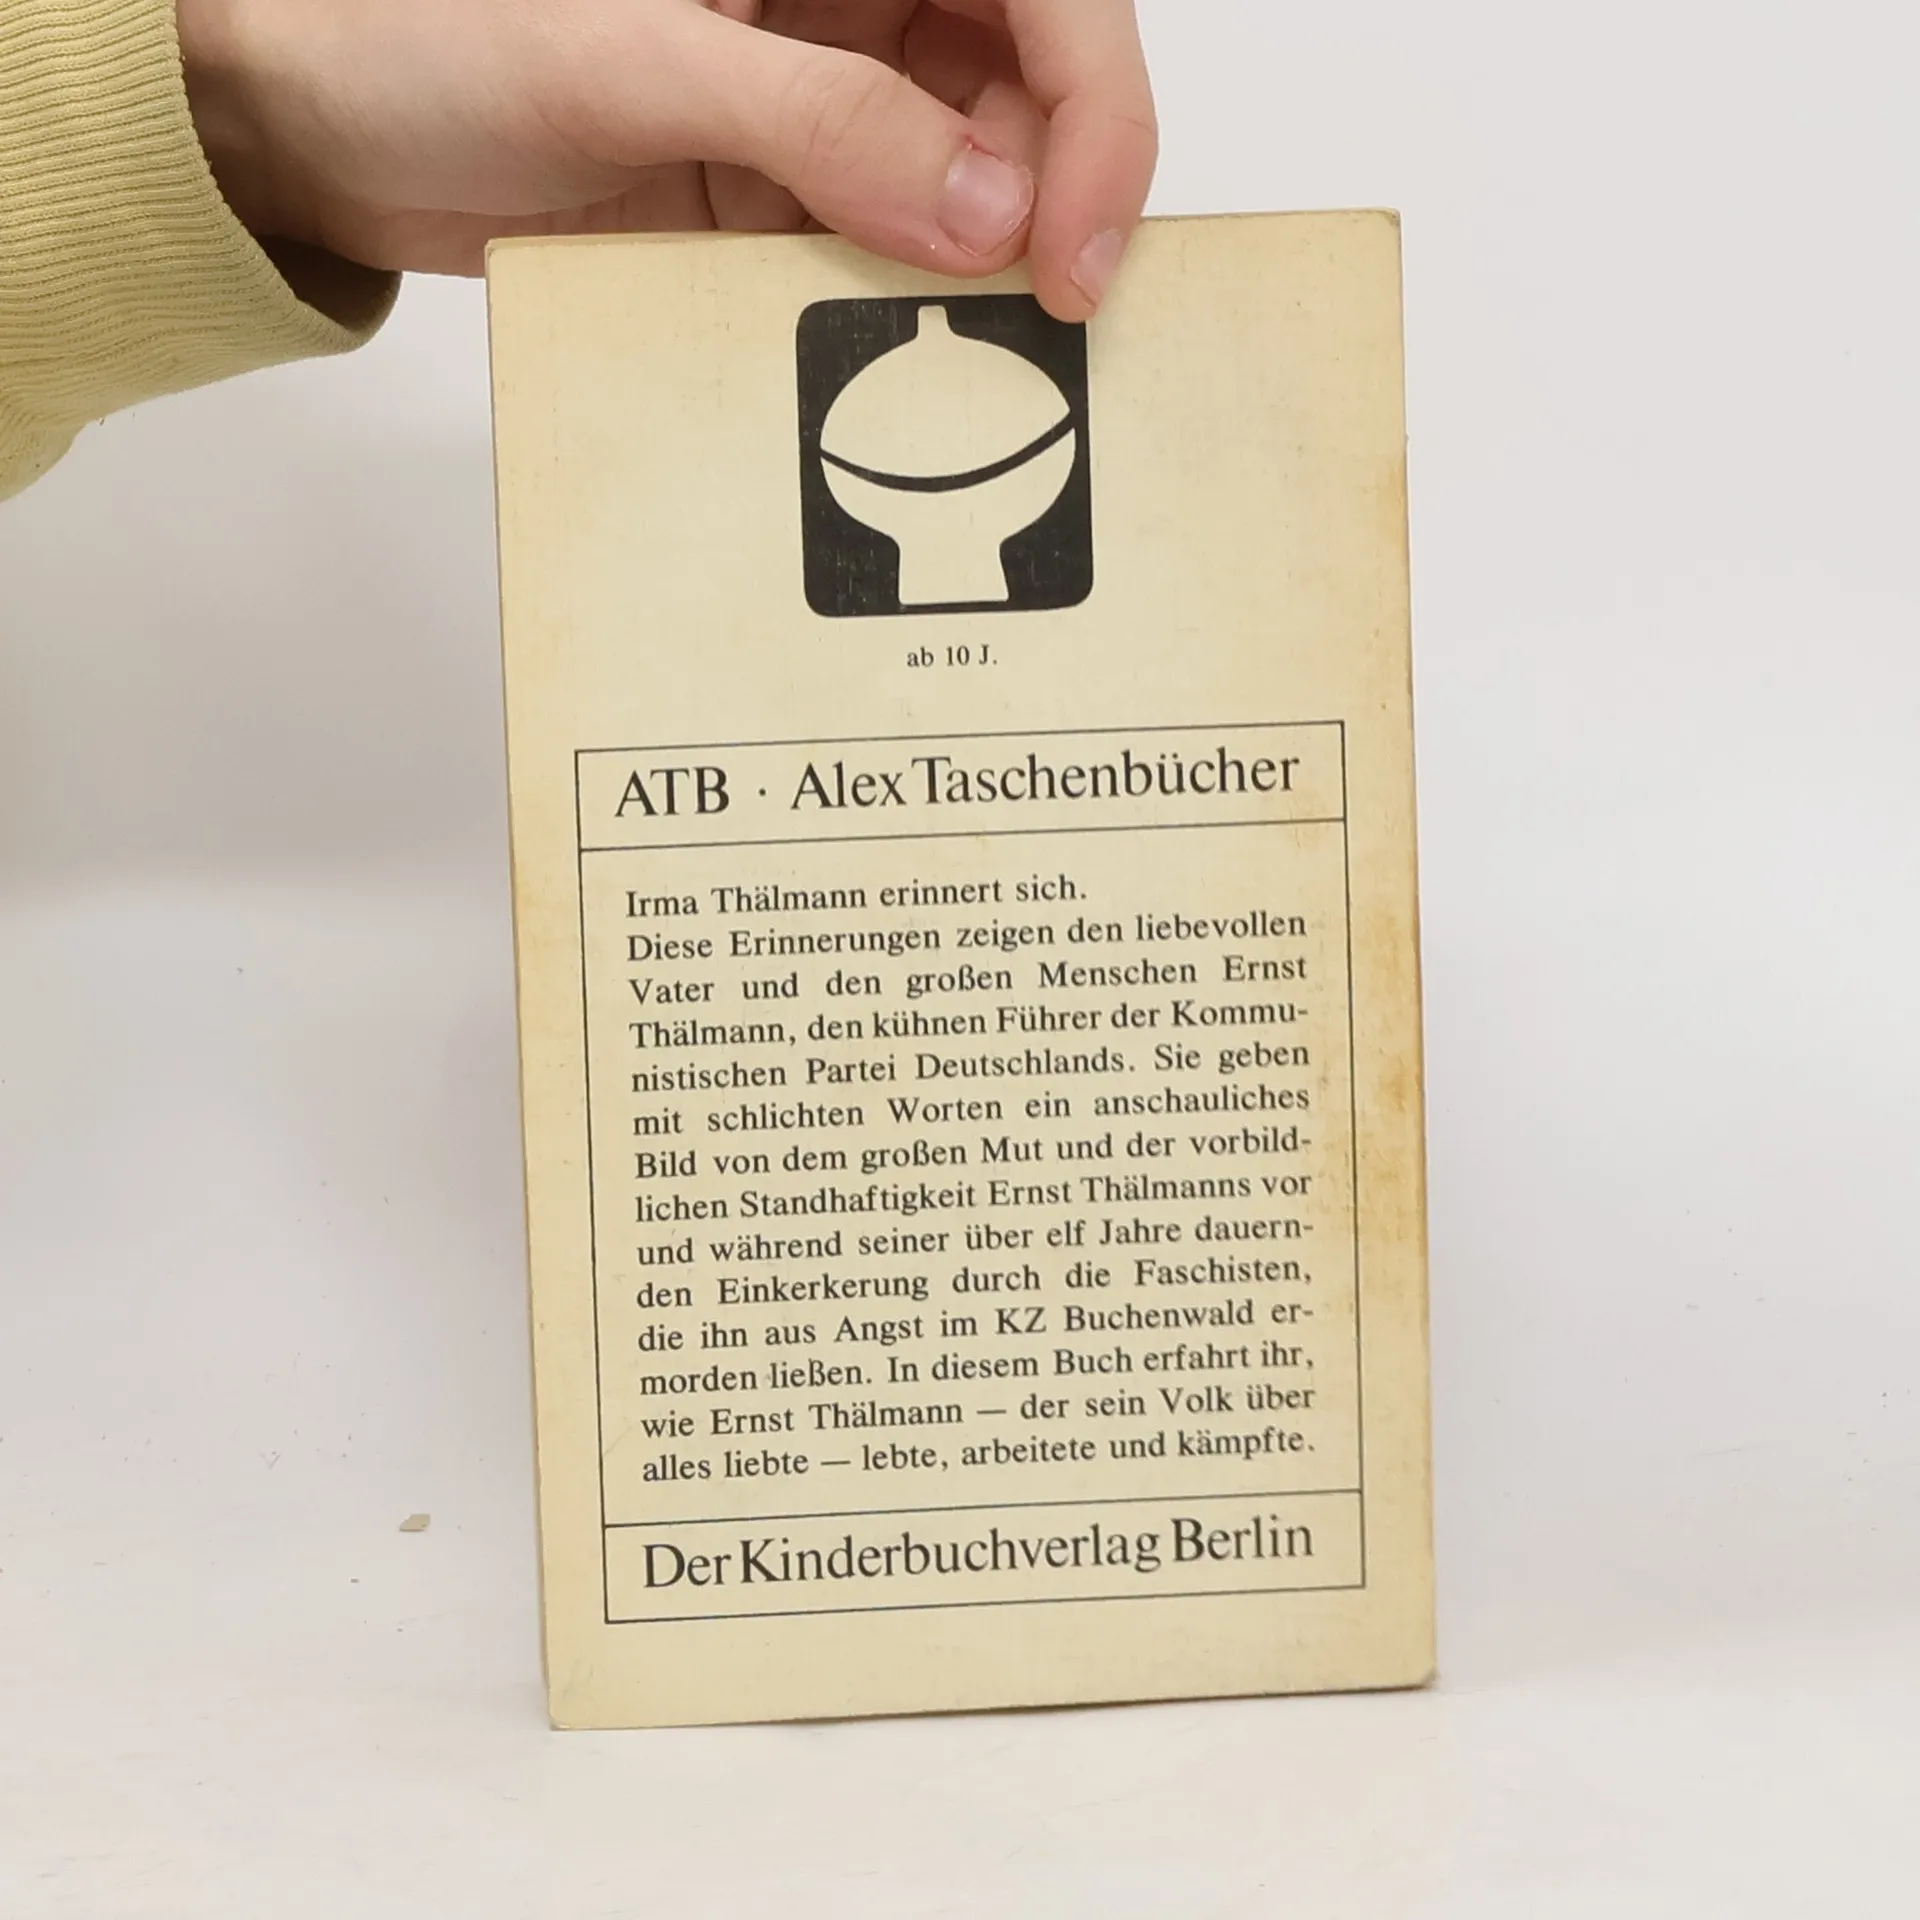 ab 10 J.
ATB · Alex Taschenbücher
Irma Thälmann erinnert sich.
Diese Erinnerungen zeigen den liebevollen
Vater und den großen Menschen Ernst
Thälmann, den kühnen Führer der Kommu-
nistischen Partei Deutschlands. Sie geben
mit schlichten Worten ein anschauliches
Bild von dem großen Mut und der vorbild-
lichen Standhaftigkeit Ernst Thälmanns vor
und während seiner über elf Jahre dauern-
den Einkerkerung durch die Faschisten,
die ihn aus Angst im KZ Buchenwald er-
morden ließen. In diesem Buch erfahrt ihr,
wie Ernst Thälmann — der sein Volk über
alles liebte — lebte, arbeitete und kämpfte.
Der Kinderbuchverlag Berlin